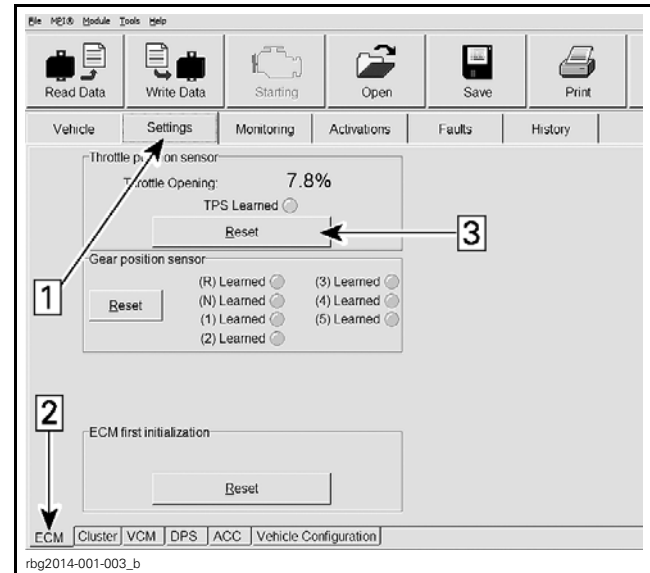 File MPI® Module Tools Help
Read Data Write Data Starting Open Save Print
Vehicle Settings Monitoring Activations Faults History
Throttle position sensor
Throttle Opening: 7.8%
TPS Learned
Reset
3
Gear position sensor
(R) Learned (3) Learned
1
Reset
(N) Learned (4) Learned
(1) Learned (5) Learned
(2) Learned
2
ECM first initialization
Reset
ECM Cluster VCM DPS ACC Vehicle Configuration
rbg2014-001-003_b